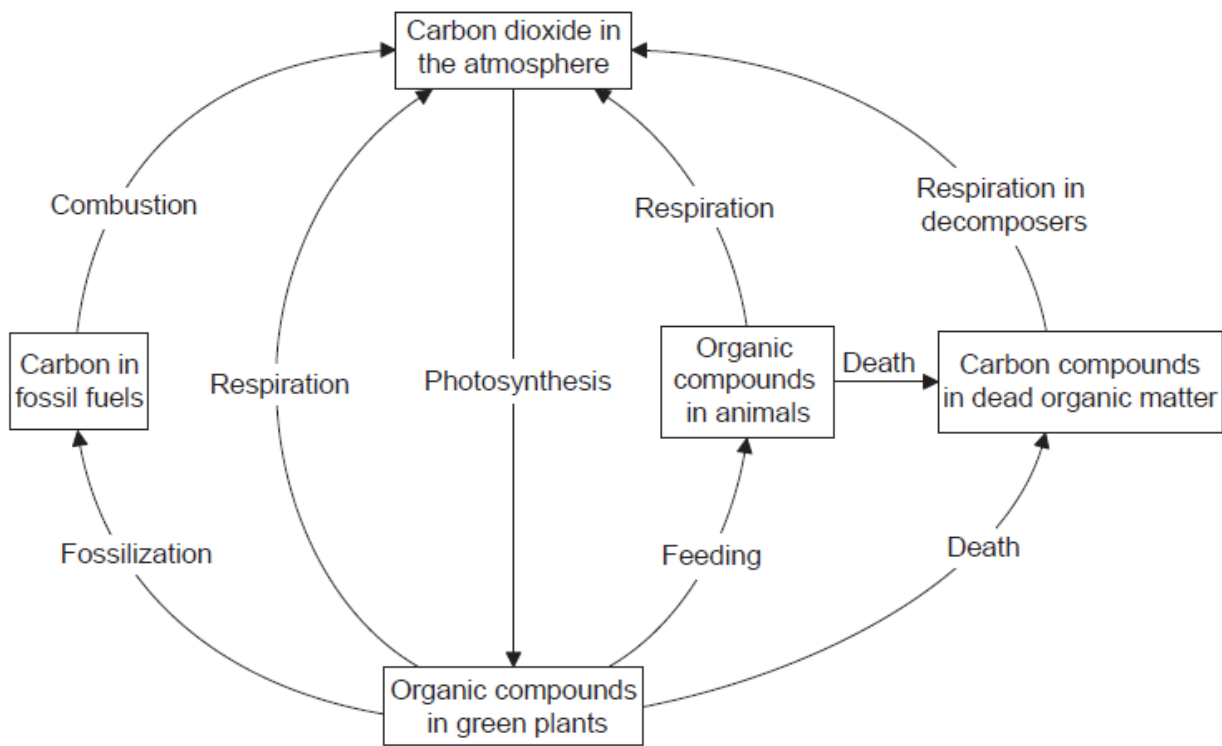 Carbon dioxide in
the atmosphere
Combustion
Respiration
Respiration in
decomposers
Carbon in
fossil fuels
Respiration
Photosynthesis
Organic
compounds
in animals
Death
Carbon compounds
in dead organic matter
Fossilization
Feeding
Death
Organic compounds
in green plants